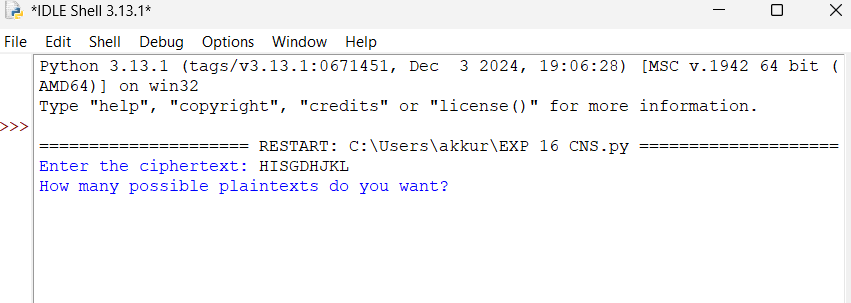 *IDLE Shell 3.13.1*
File Edit Shell Debug Options Window Help
Python 3.13.1 (tags/v3.13.1:0671451, Dec  3 2024, 19:06:28) [MSC v.1942 64 bit (
AMD64)] on win32
Type "help", "copyright", "credits" or "license()" for more information.
>>>
===================== RESTART: C:\Users\akkur\EXP 16 CNS.py ====================
Enter the ciphertext: HISGDHJKL
How many possible plaintexts do you want?